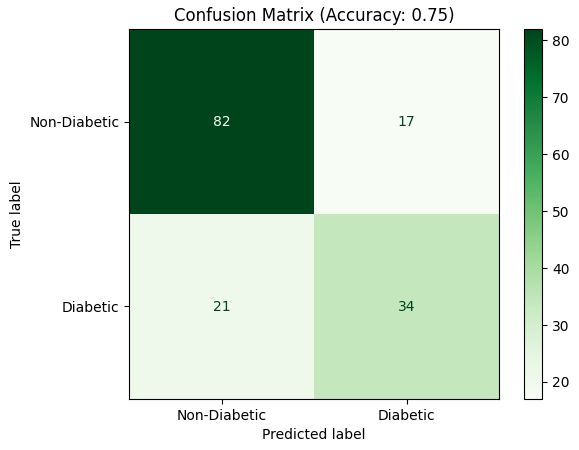 Confusion Matrix (Accuracy: 0.75)
True label
Non-Diabetic
Diabetic
82
17
21
34
Non-Diabetic
Diabetic
Predicted label
80
70
60
50
40
30
20